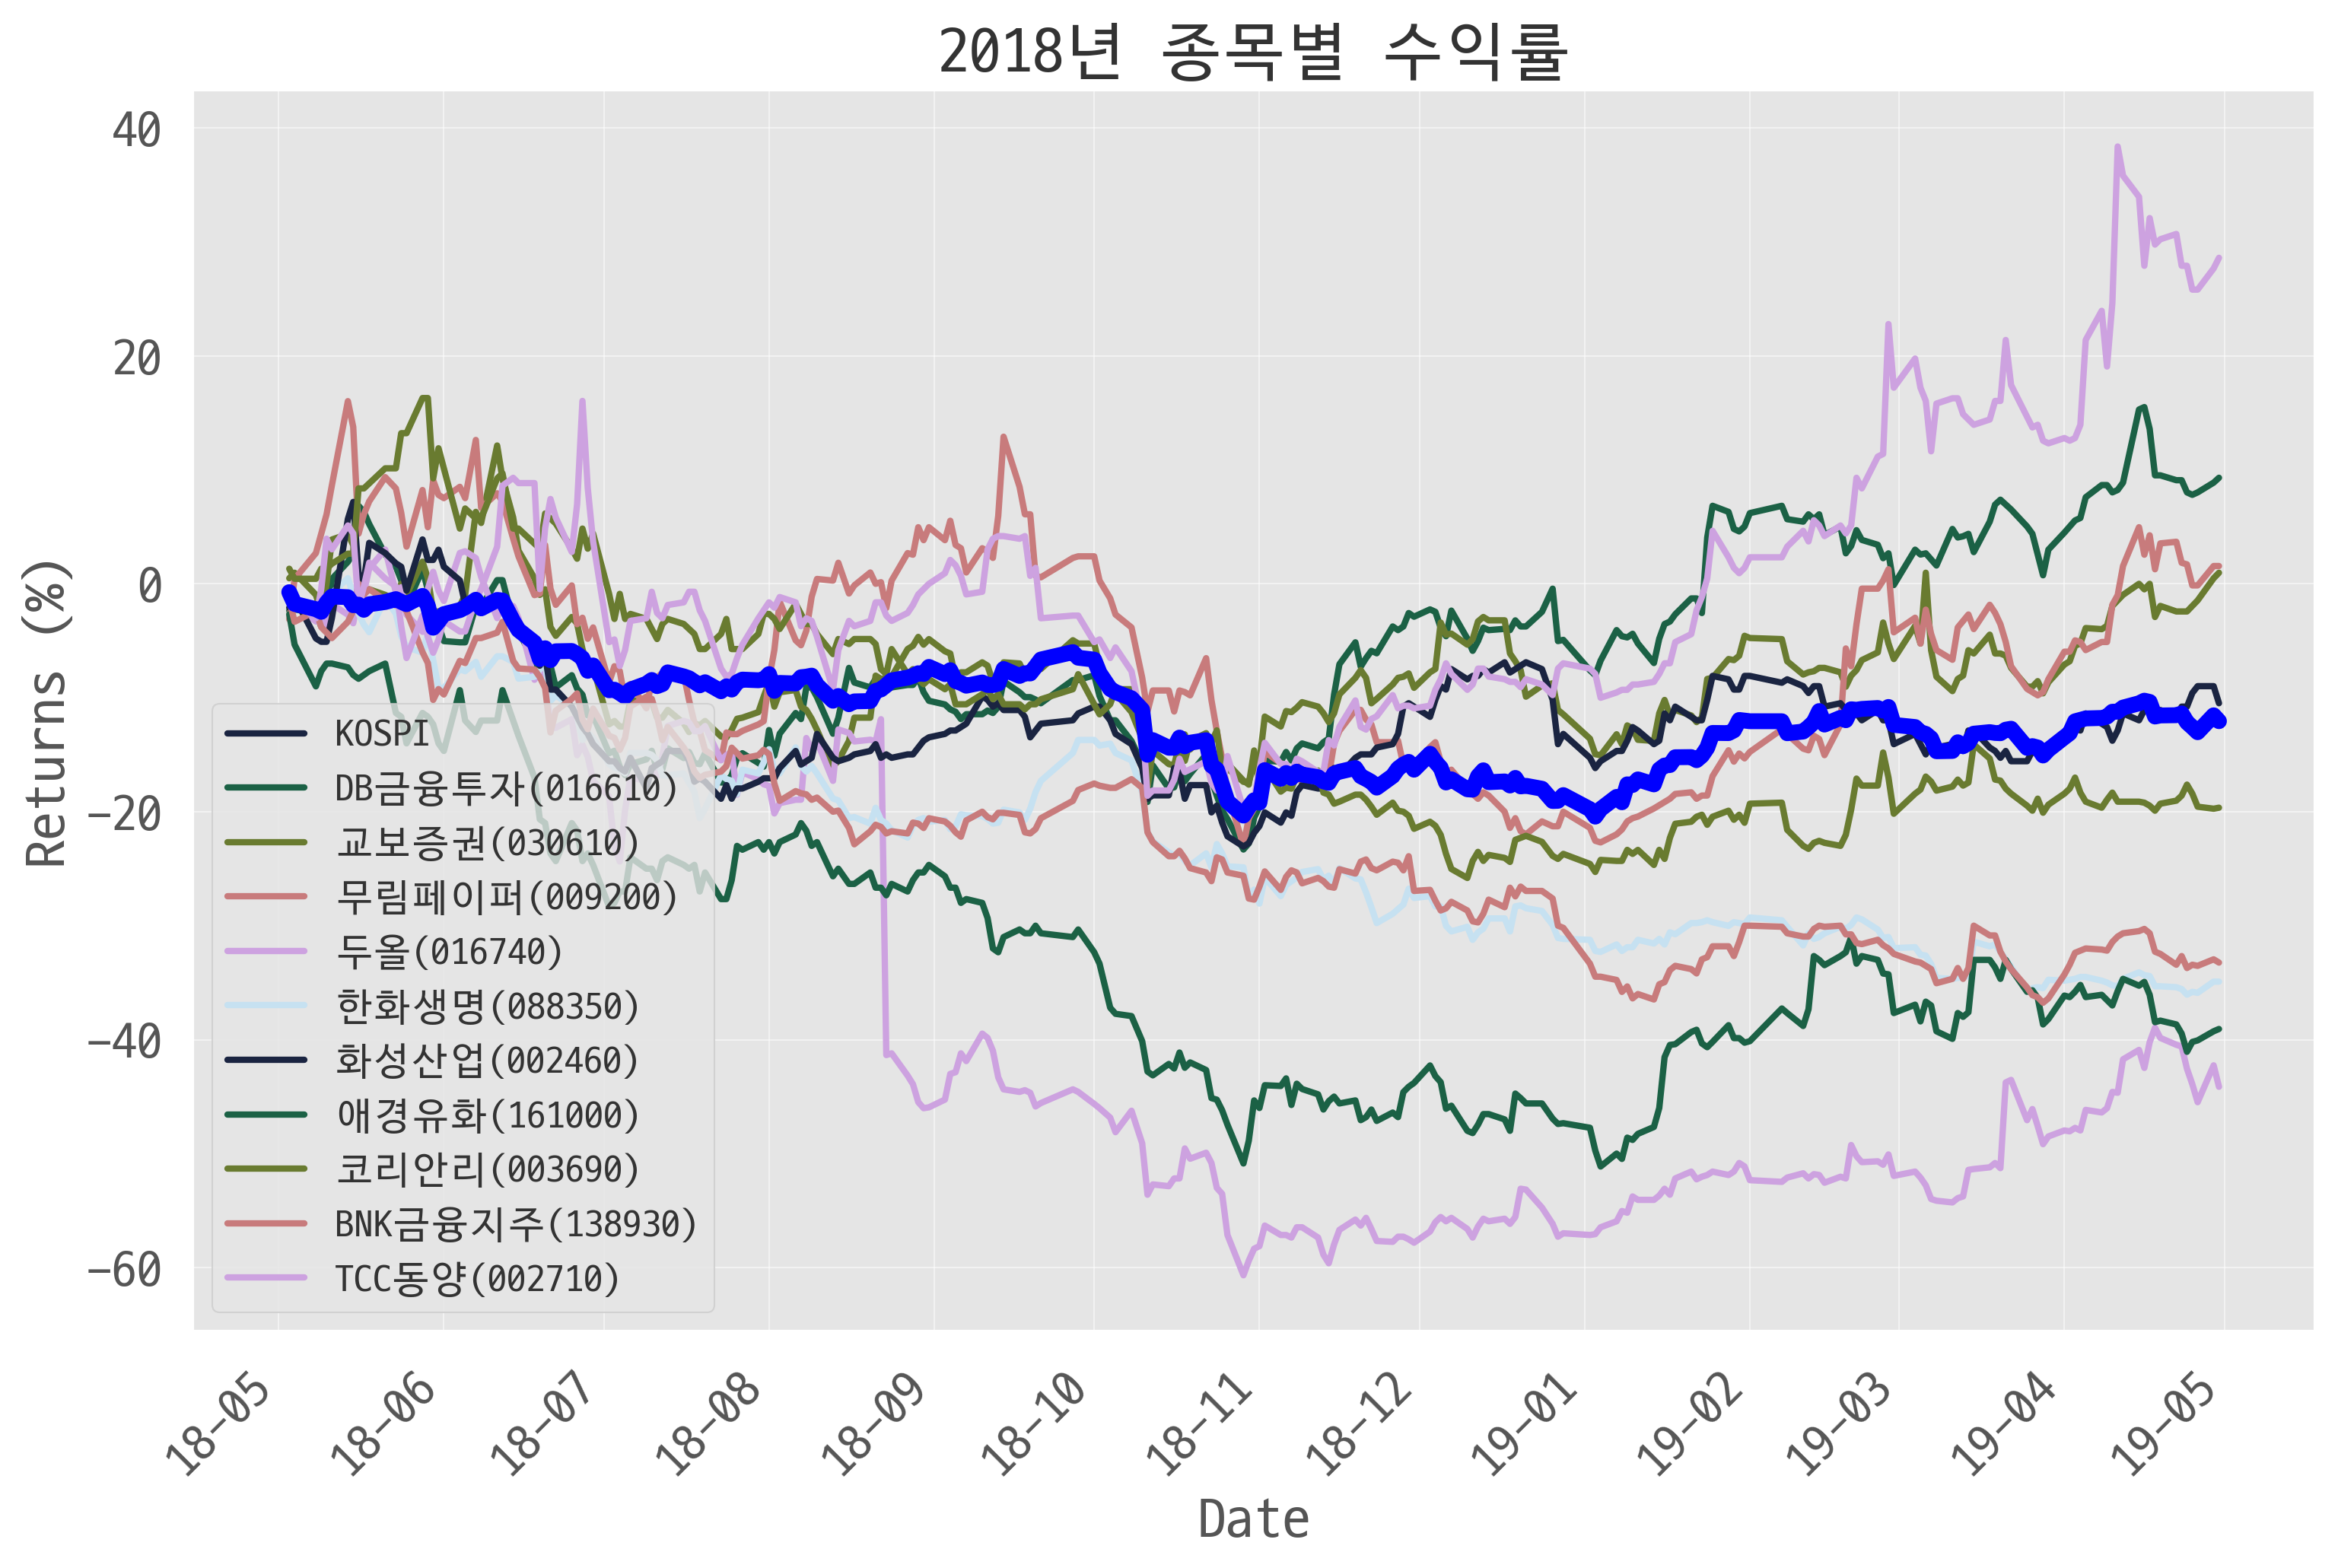 2018년 종목별 수익률
40
20
0
−20
−40
−60
Returns (%)
KOSPI
DB금융투자(016610)
교보증권(030610)
무림페이퍼(009200)
두올(016740)
한화생명(088350)
화성산업(002460)
애경유화(161000)
코리안리(003690)
BNK금융지주(138930)
TCC동양(002710)
18−05
18−06
18−07
18−08
18−09
18−10
18−11
18−12
19−01
19−02
19−03
19−04
19−05
Date